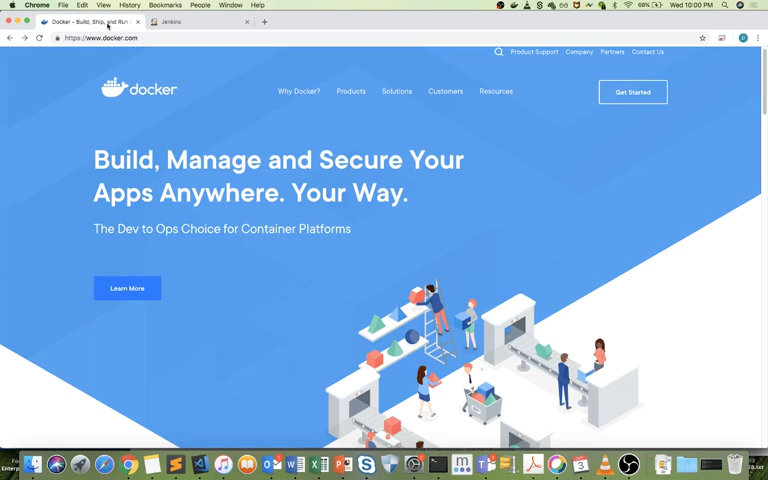 Chrome File Edit View History Bookmarks People Window Help 68% Wed 10:00 PM
Docker - Build, Ship, and Run Jenkins
https://www.docker.com
Product Support Company Partners Contact Us
docker Why Docker? Products Solutions Customers Resources Get Started
Build, Manage and Secure Your
Apps Anywhere. Your Way.
The Dev to Ops Choice for Container Platforms
Learn More